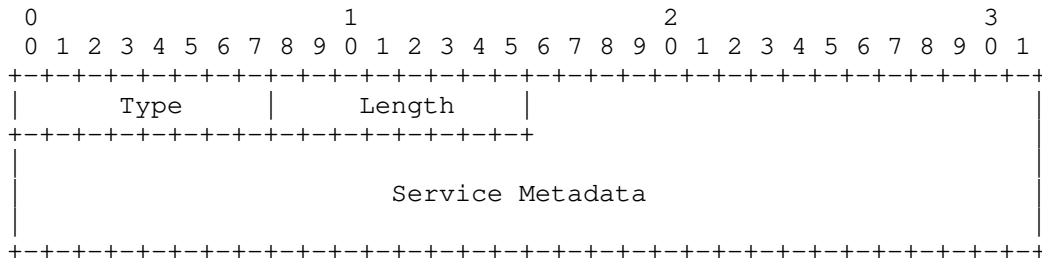 0                   1                   2                   3
 0 1 2 3 4 5 6 7 8 9 0 1 2 3 4 5 6 7 8 9 0 1 2 3 4 5 6 7 8 9 0 1
+-+-+-+-+-+-+-+-+-+-+-+-+-+-+-+-+-+-+-+-+-+-+-+-+-+-+-+-+-+-+-+-+
|      Type     |     Length    |                               |
+-+-+-+-+-+-+-+-+-+-+-+-+-+-+-+-+                               |
|                                                               |
|                       Service Metadata                        |
|                                                               |
+-+-+-+-+-+-+-+-+-+-+-+-+-+-+-+-+-+-+-+-+-+-+-+-+-+-+-+-+-+-+-+-+